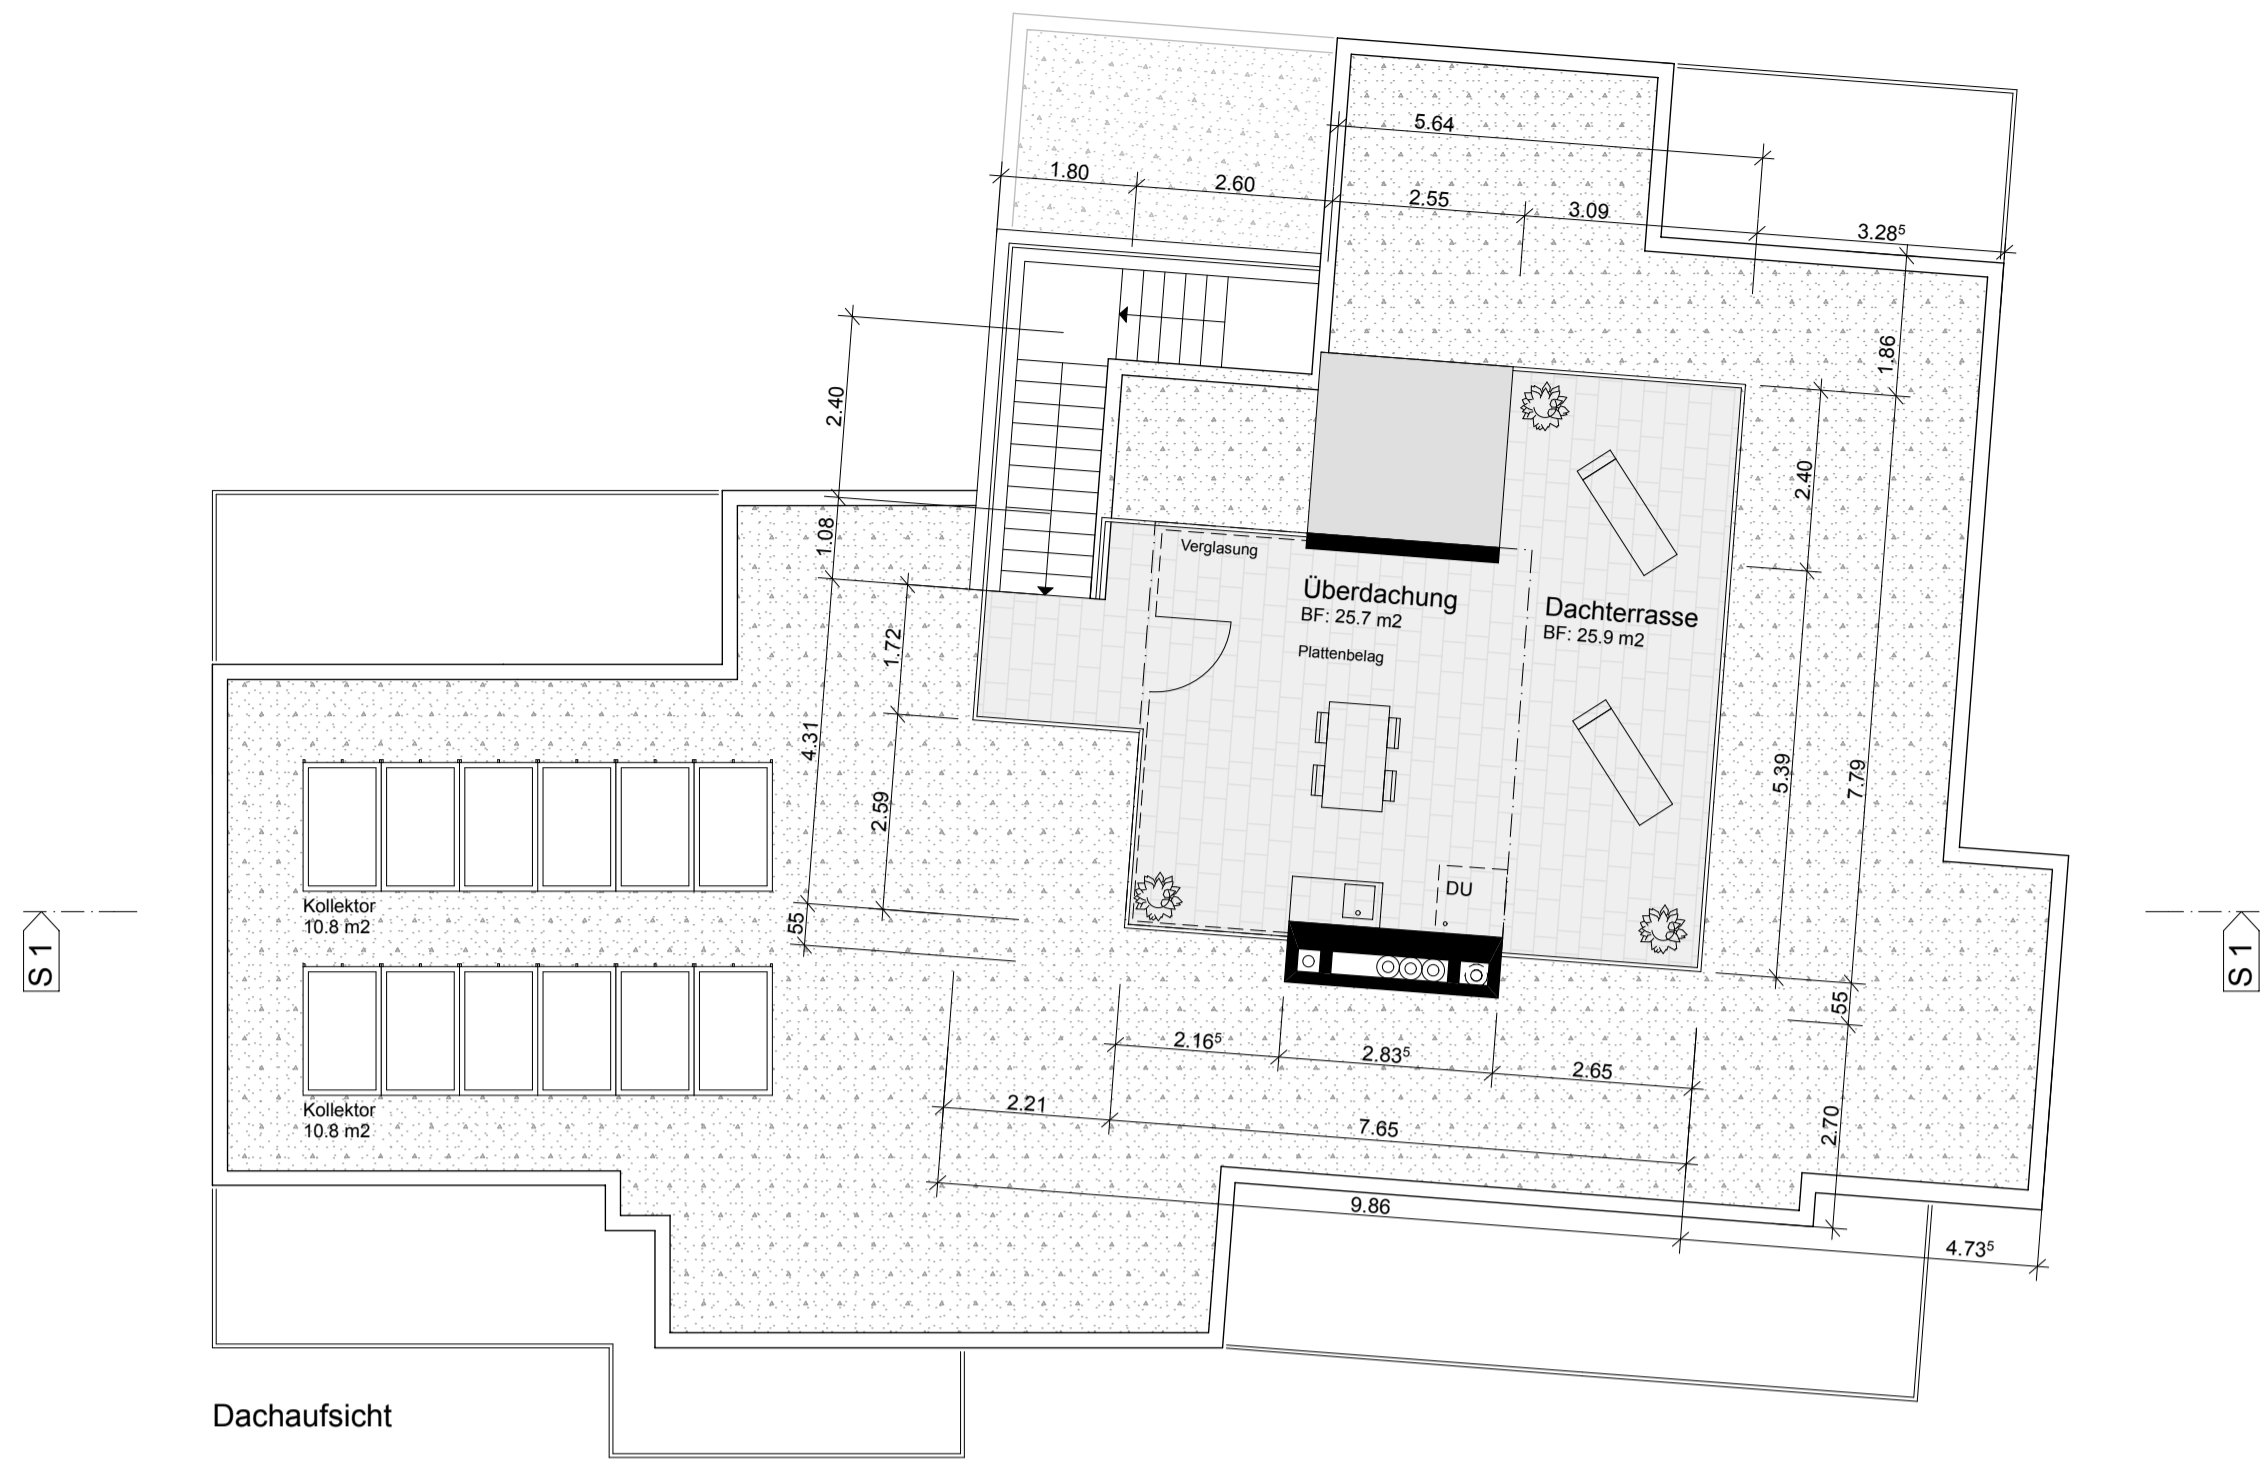 5.64
1.80
2.60
2.55
3.09
3.28⁵
1.86
2.40
2.40
1.08
Verglasung
Überdachung
BF: 25.7 m2
Dachterrasse
BF: 25.9 m2
Plattenbelag
1.72
4.31
2.59
5.39
7.79
DU
Kollektor
10.8 m2
55
S 1
S 1
55
2.16⁵
2.83⁵
2.65
Kollektor
10.8 m2
2.21
7.65
2.70
9.86
4.73⁵
Dachaufsicht